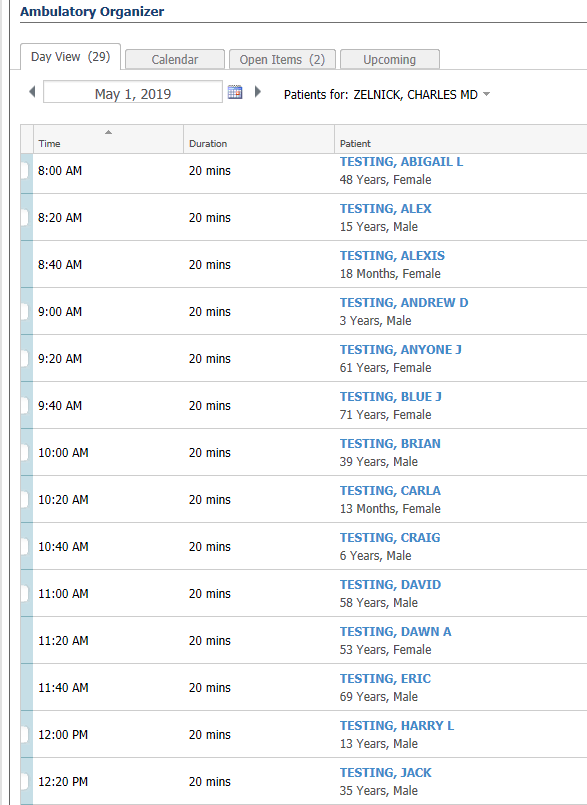 Ambulatory Organizer
Day View (29) Calendar Open Items (2) Upcoming
May 1, 2019 Patients for: ZELNICK, CHARLES MD
Time Duration Patient
8:00 AM 20 mins TESTING, ABIGAIL L
48 Years, Female
8:20 AM 20 mins TESTING, ALEX
15 Years, Male
8:40 AM 20 mins TESTING, ALEXIS
18 Months, Female
9:00 AM 20 mins TESTING, ANDREW D
3 Years, Male
9:20 AM 20 mins TESTING, ANYONE J
61 Years, Female
9:40 AM 20 mins TESTING, BLUE J
71 Years, Female
10:00 AM 20 mins TESTING, BRIAN
39 Years, Male
10:20 AM 20 mins TESTING, CARLA
13 Months, Female
10:40 AM 20 mins TESTING, CRAIG
6 Years, Male
11:00 AM 20 mins TESTING, DAVID
58 Years, Male
11:20 AM 20 mins TESTING, DAWN A
53 Years, Female
11:40 AM 20 mins TESTING, ERIC
69 Years, Male
12:00 PM 20 mins TESTING, HARRY L
13 Years, Male
12:20 PM 20 mins TESTING, JACK
35 Years, Male